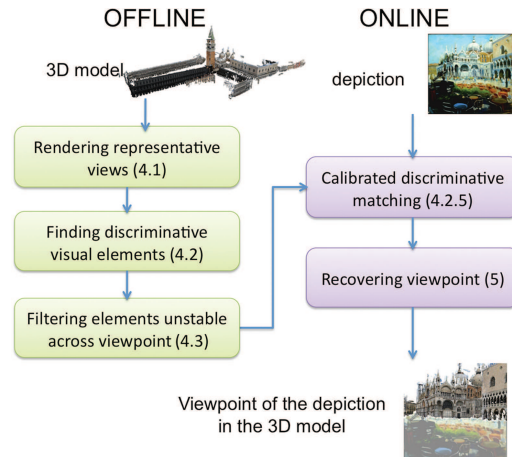 OFFLINE
3D model
Rendering representative
views (4.1)
Finding discriminative
visual elements (4.2)
Filtering elements unstable
across viewpoint (4.3)
ONLINE
depiction
Calibrated discriminative
matching (4.2.5)
Recovering viewpoint (5)
Viewpoint of the depiction
in the 3D model